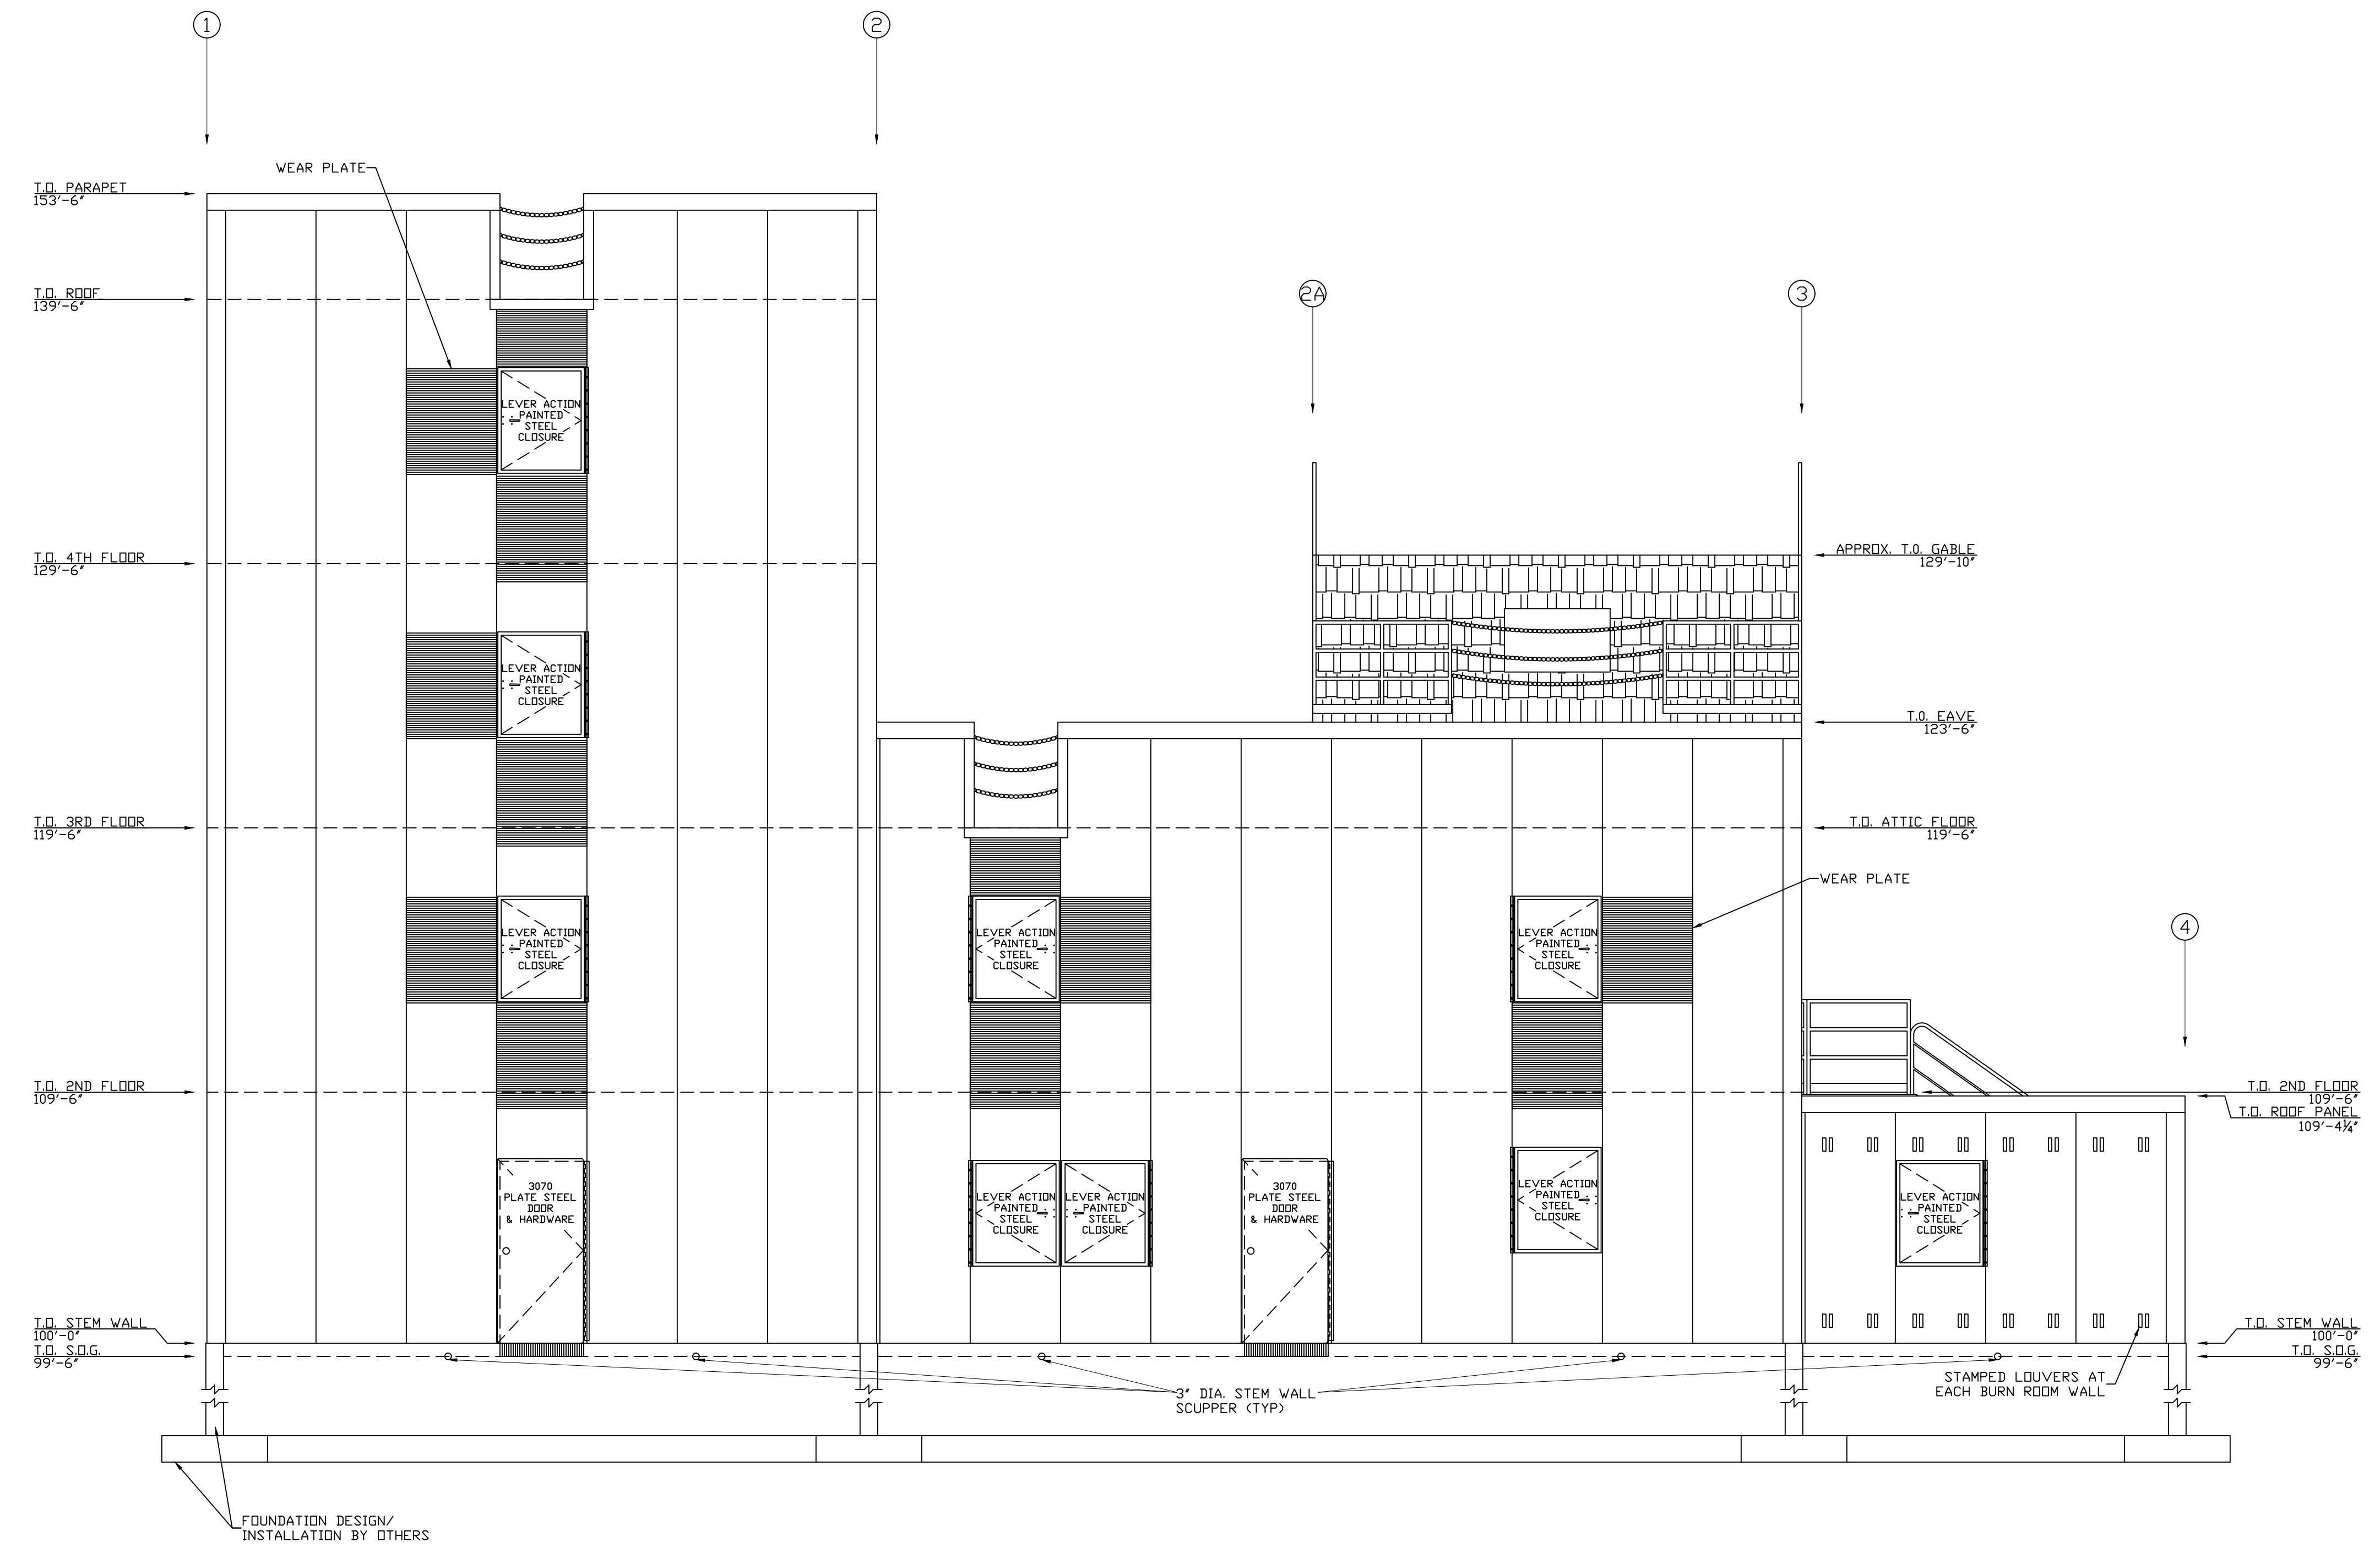 1
2
WEAR PLATE
T.O. PARAPET
153'-6"
2A
3
T.O. ROOF
139'-6"
LEVER ACTION
PAINTED
STEEL
CLOSURE
T.O. 4TH FLOOR
129'-6"
APPROX. T.O. GABLE
129'-10"
LEVER ACTION
PAINTED
STEEL
CLOSURE
T.O. EAVE
123'-6"
T.O. 3RD FLOOR
119'-6"
T.O. ATTIC FLOOR
119'-6"
WEAR PLATE
4
LEVER ACTION
PAINTED
STEEL
CLOSURE
LEVER ACTION
PAINTED
STEEL
CLOSURE
LEVER ACTION
PAINTED
STEEL
CLOSURE
T.O. 2ND FLOOR
109'-6"
T.O. 2ND FLOOR
109'-6"
T.O. ROOF PANEL
109'-4¼"
3070
PLATE STEEL
DOOR
& HARDWARE
LEVER ACTION
PAINTED
STEEL
CLOSURE
LEVER ACTION
PAINTED
STEEL
CLOSURE
3070
PLATE STEEL
DOOR
& HARDWARE
LEVER ACTION
PAINTED
STEEL
CLOSURE
LEVER ACTION
PAINTED
STEEL
CLOSURE
T.O. STEM WALL
100'-0"
T.O. S.O.G.
99'-6"
T.O. STEM WALL
100'-0"
T.O. S.O.G.
99'-6"
3" DIA. STEM WALL
SCUPPER (TYP)
STAMPED LOUVERS AT
EACH BURN ROOM WALL
FOUNDATION DESIGN/
INSTALLATION BY OTHERS